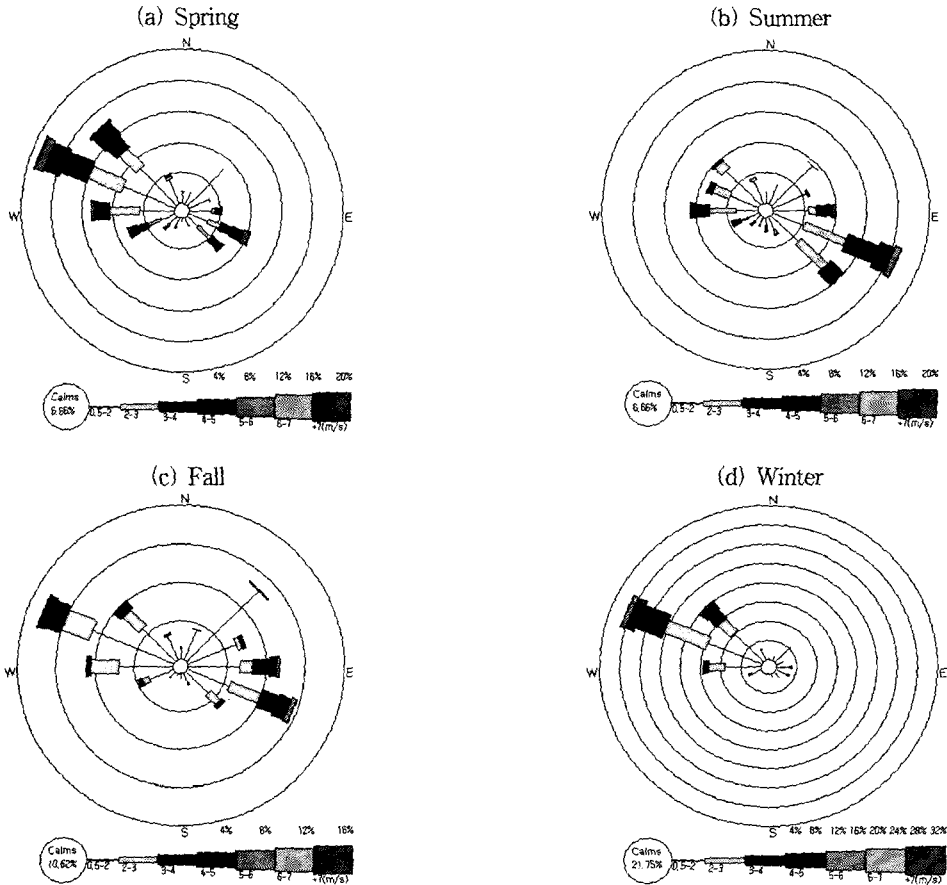 (a) Spring
N
W
E
S
4% 8% 12% 16% 20%
Calms
6.86%
0.5-2 2-3 3-4 4-5 5-6 6-7 +7(m/s)
(b) Summer
N
W
E
S
4% 8% 12% 16% 20%
Calms
6.66%
0.5-2 2-3 3-4 4-5 5-6 6-7 +7(m/s)
(c) Fall
N
W
E
S
4% 8% 12% 16%
Calms
10.62%
0.5-2 2-3 3-4 4-5 5-6 6-7 +7(m/s)
(d) Winter
N
W
E
S
4% 8% 12% 16% 20% 24% 28% 32%
Calms
21.75%
0.5-2 2-3 3-4 4-5 5-6 6-7 +7(m/s)